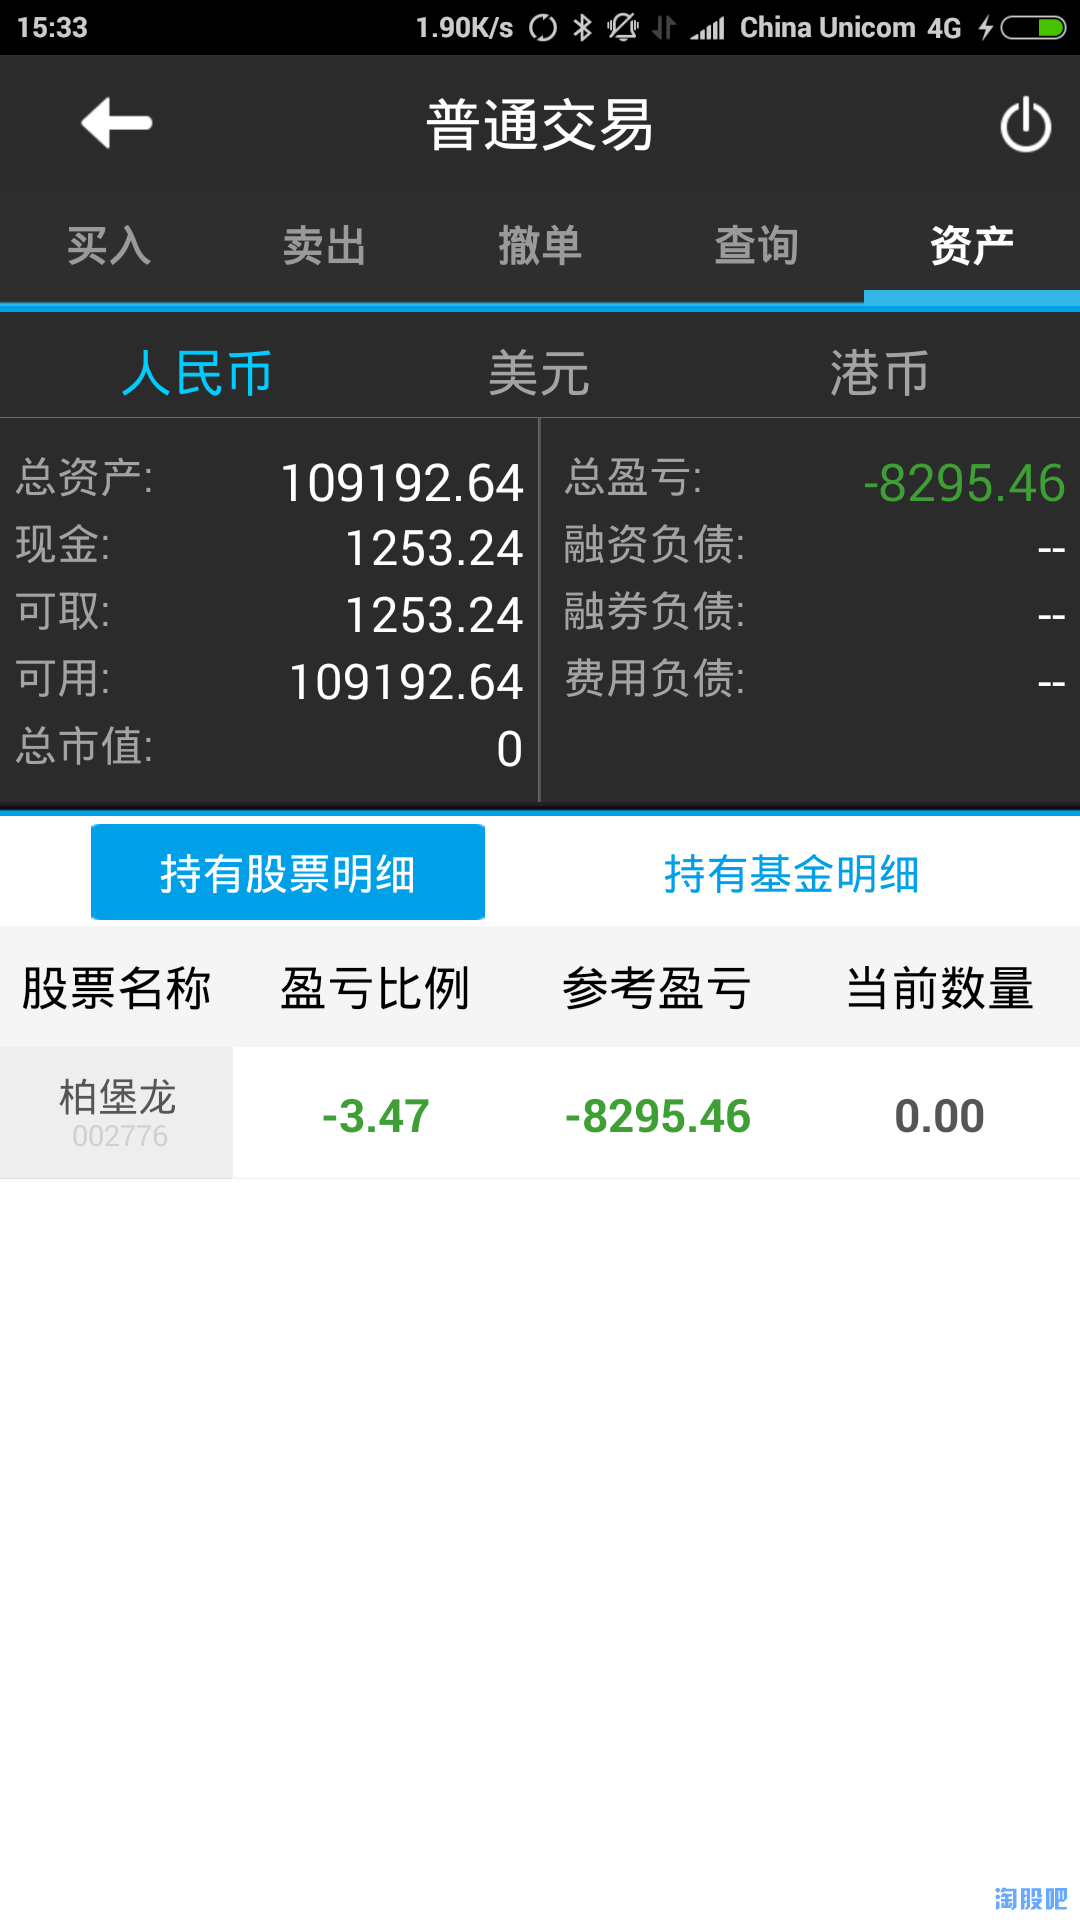 15:33 1.90K/s China Unicom 4G
普通交易
买入 卖出 撤单 查询 资产
人民币 美元 港币
总资产: 109192.64 总盈亏: -8295.46
现金: 1253.24 融资负债: --
可取: 1253.24 融券负债: --
可用: 109192.64 费用负债: --
总市值: 0
持有股票明细 持有基金明细
股票名称 盈亏比例 参考盈亏 当前数量
柏堡龙 -3.47 -8295.46 0.00
002776
淘股吧